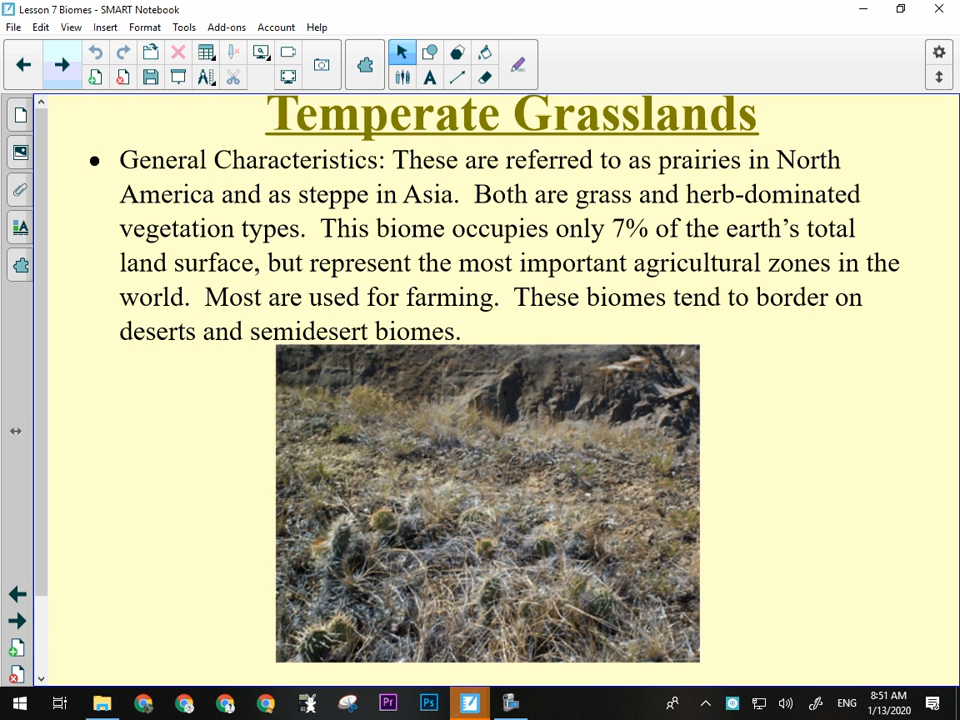 Lesson 7 Biomes - SMART Notebook
File Edit View Insert Format Tools Add-ons Account Help
Temperate Grasslands
• General Characteristics: These are referred to as prairies in North
America and as steppe in Asia.  Both are grass and herb-dominated
vegetation types.  This biome occupies only 7% of the earth's total
land surface, but represent the most important agricultural zones in the
world.  Most are used for farming.  These biomes tend to border on
deserts and semidesert biomes.
Pr Ps ENG 8:51 AM
1/13/2020